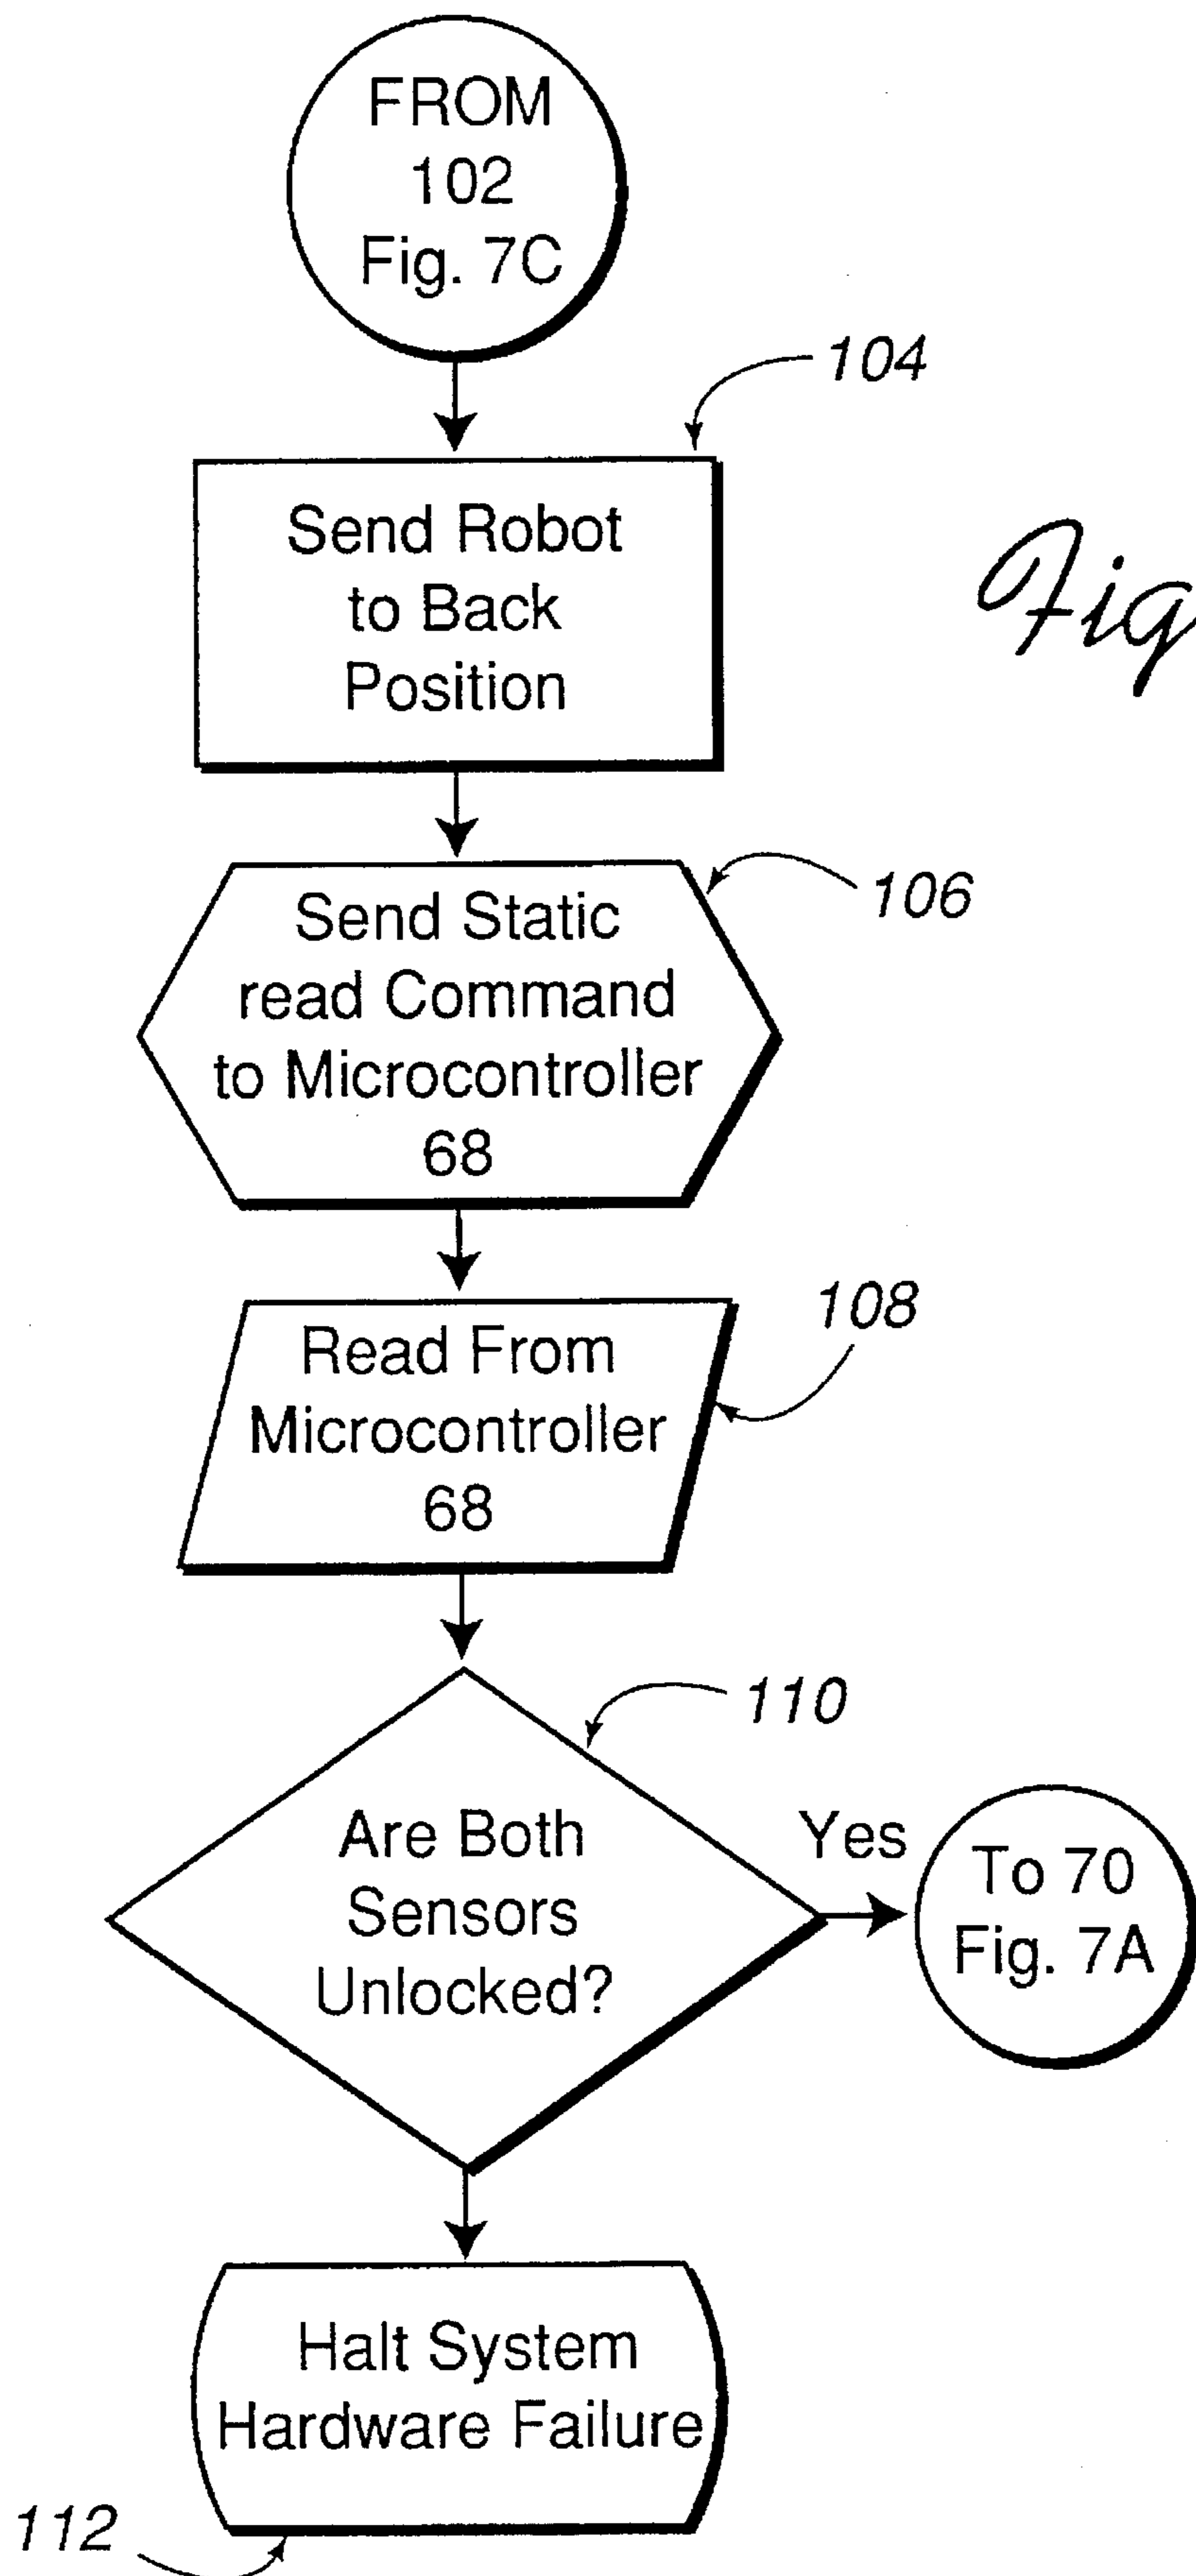 FROM
102
Fig. 7C
104
Send Robot
to Back
Position
Fig
106
Send Static
read Command
to Microcontroller
68
108
Read From
Microcontroller
68
110
Are Both
Sensors
Unlocked?
Yes
To 70
Fig. 7A
Halt System
Hardware Failure
112